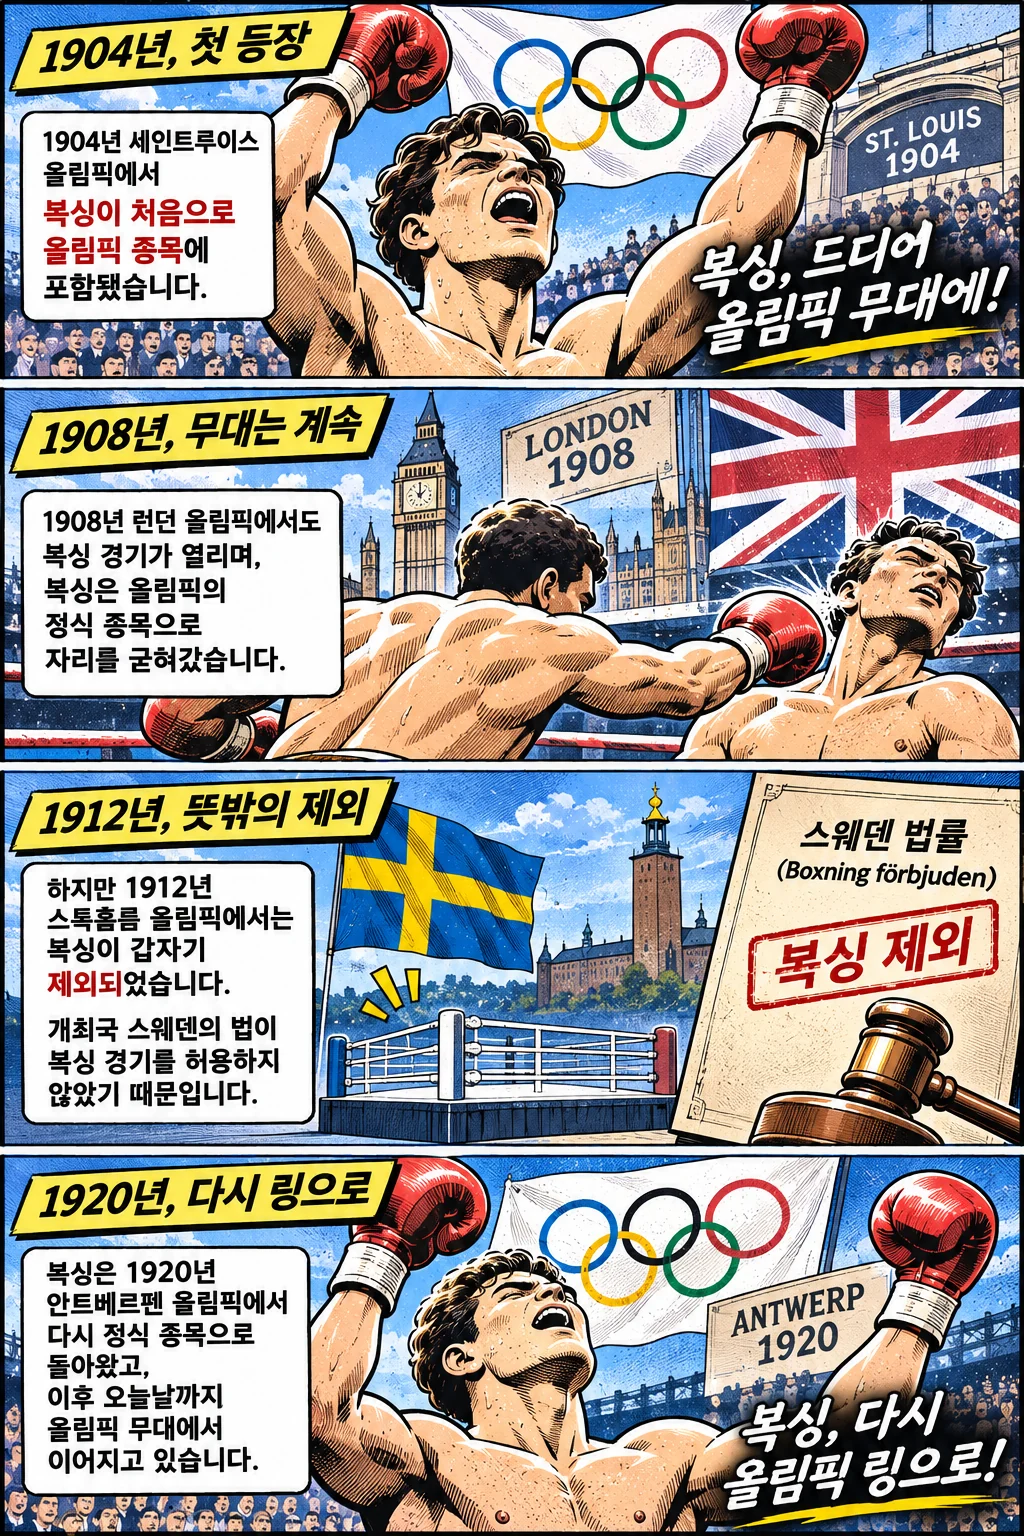 1904년, 첫 등장
1904년 세인트루이스
올림픽에서
복싱이 처음으로
올림픽 종목에
포함됐습니다.
ST. LOUIS
1904
복싱, 드디어
올림픽 무대에!
1908년, 무대는 계속
1908년 런던 올림픽에서도
복싱 경기가 열리며,
복싱은 올림픽의
정식 종목으로
자리를 굳혀갔습니다.
LONDON
1908
1912년, 뜻밖의 제외
하지만 1912년
스톡홀름 올림픽에서는
복싱이 갑자기
제외되었습니다.
개최국 스웨덴의 법이
복싱 경기를 허용하지
않았기 때문입니다.
스웨덴 법률
(Boxning förbjuden)
복싱 제외
1920년, 다시 링으로
복싱은 1920년
안트베르펜 올림픽에서
다시 정식 종목으로
돌아왔고,
이후 오늘날까지
올림픽 무대에서
이어지고 있습니다.
ANTWERP
1920
복싱, 다시
올림픽 링으로!